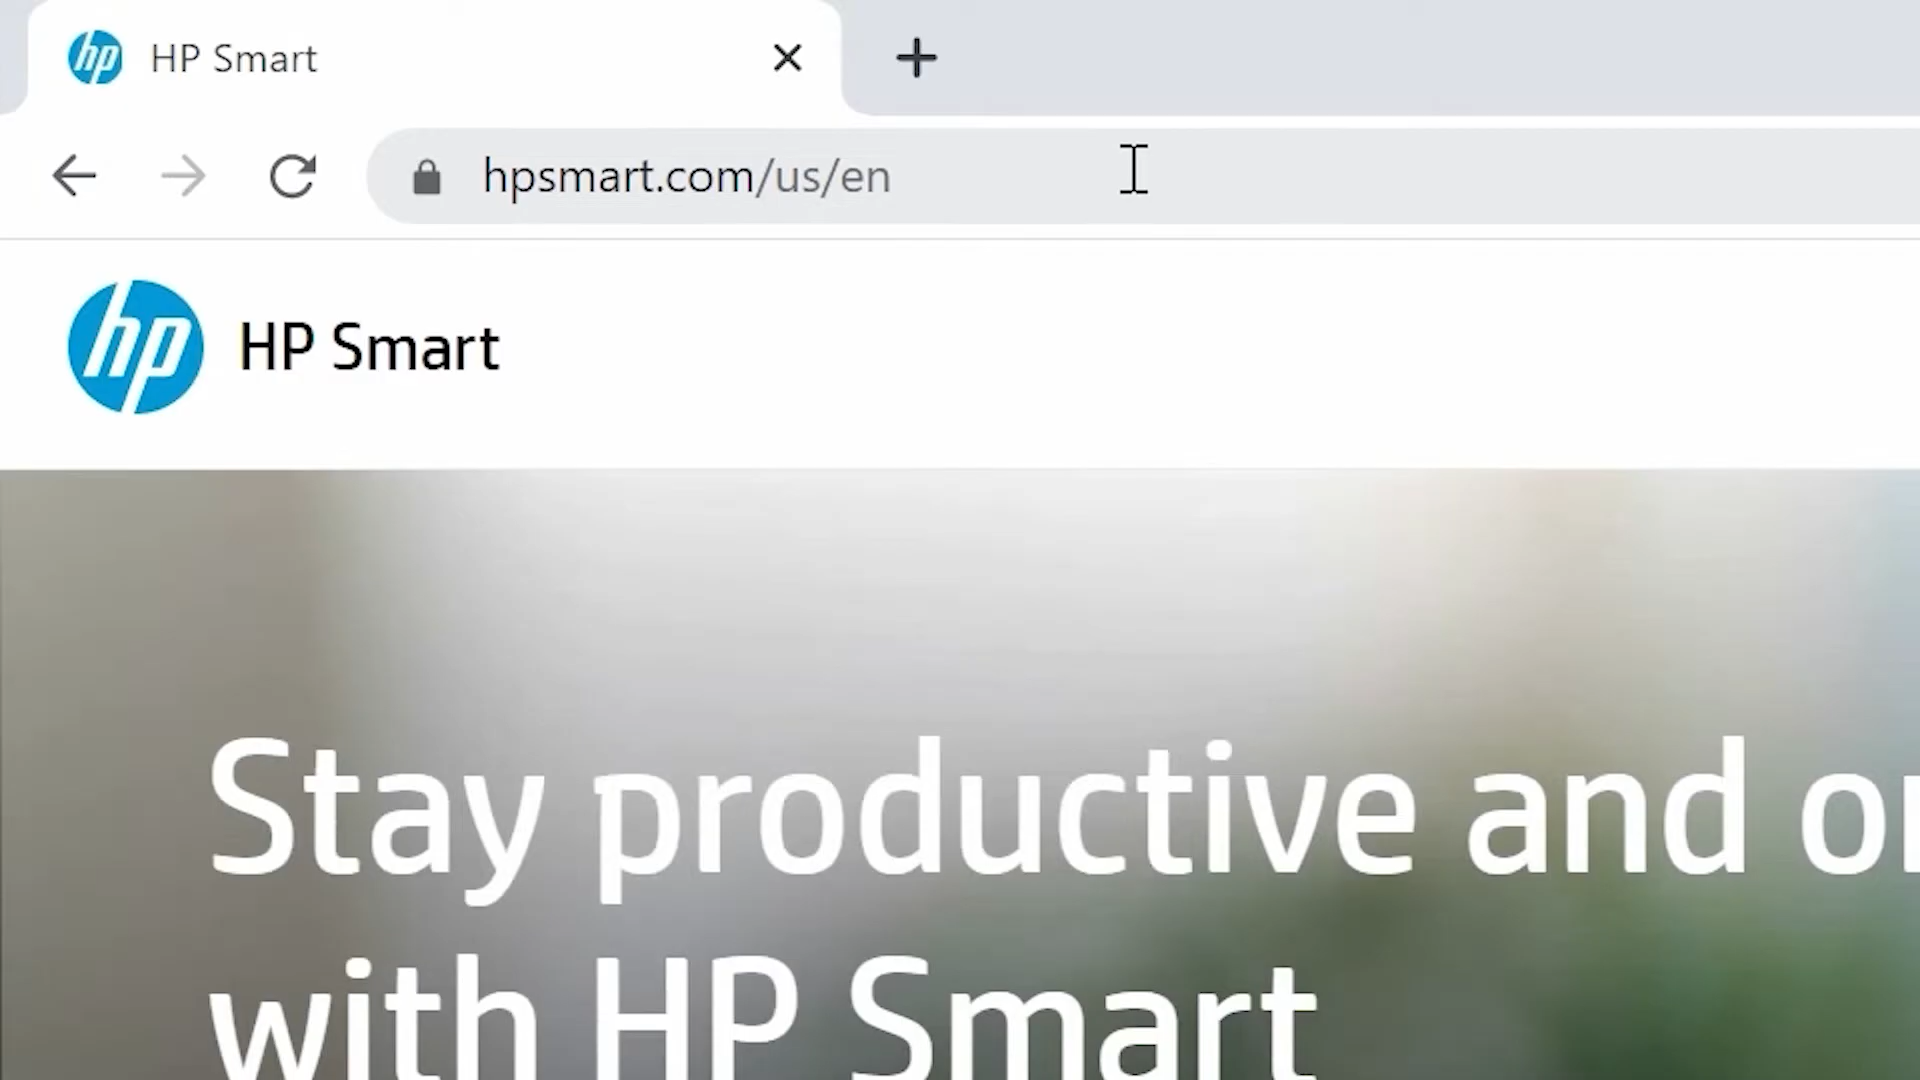 hp HP Smart
hpsmart.com/us/en
hp HP Smart
Stay productive and
with HP Smart